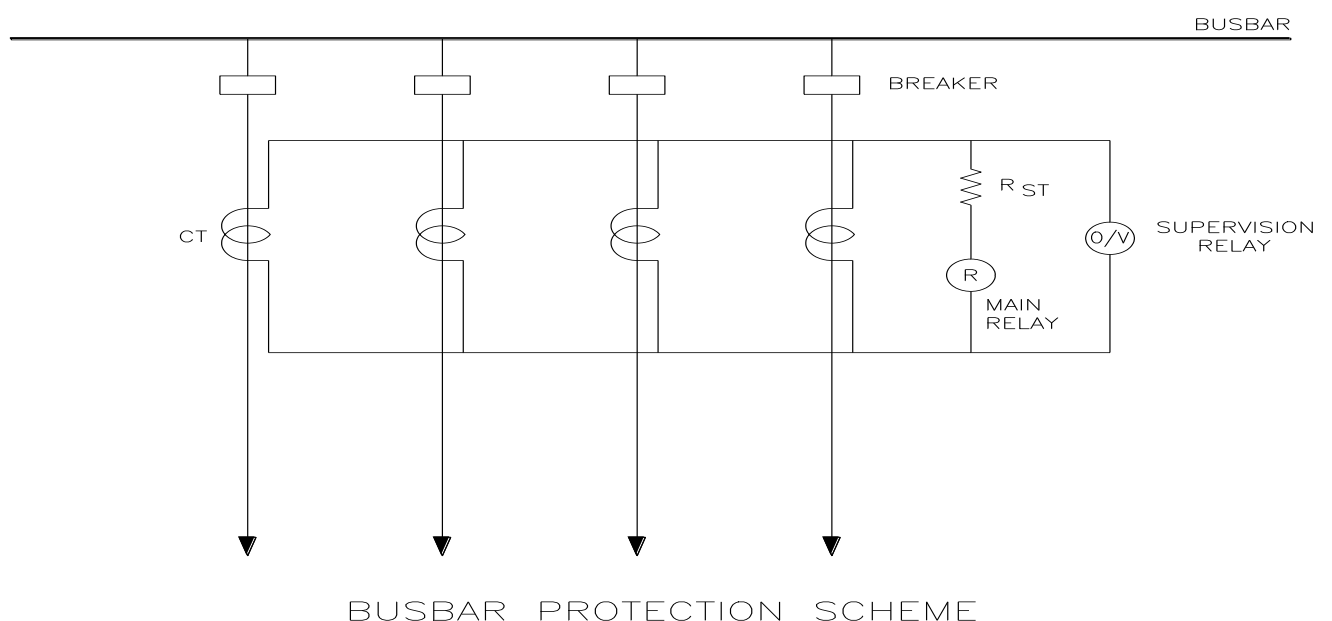 BUSBAR
BREAKER
R ST
CT
O/V
SUPERVISION
RELAY
R
MAIN
RELAY
BUSBAR PROTECTION SCHEME